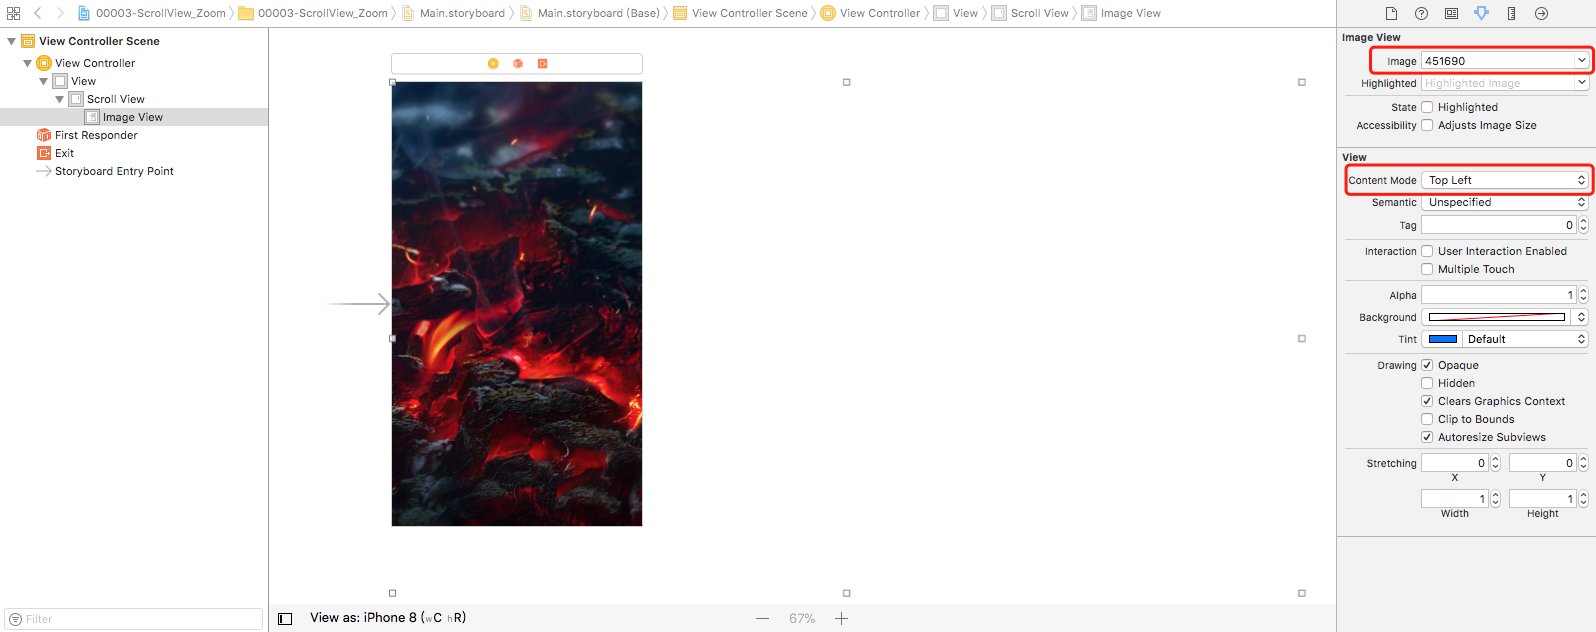 00003-ScrollView_Zoom 00003-ScrollView_Zoom Main.storyboard Main.storyboard (Base) View Controller Scene View Controller View Scroll View Image View
View Controller Scene
View Controller
View
Scroll View
Image View
First Responder
Exit
Storyboard Entry Point
Filter
View as: iPhone 8 (wC hR)
67%
Image View
Image 451690
Highlighted Highlighted Image
State Highlighted
Accessibility Adjusts Image Size
View
Content Mode Top Left
Semantic Unspecified
Tag 0
Interaction User Interaction Enabled
Multiple Touch
Alpha 1
Background
Tint Default
Drawing Opaque
Hidden
Clears Graphics Context
Clip to Bounds
Autoresize Subviews
Stretching 0 0
X Y
1 1
Width Height